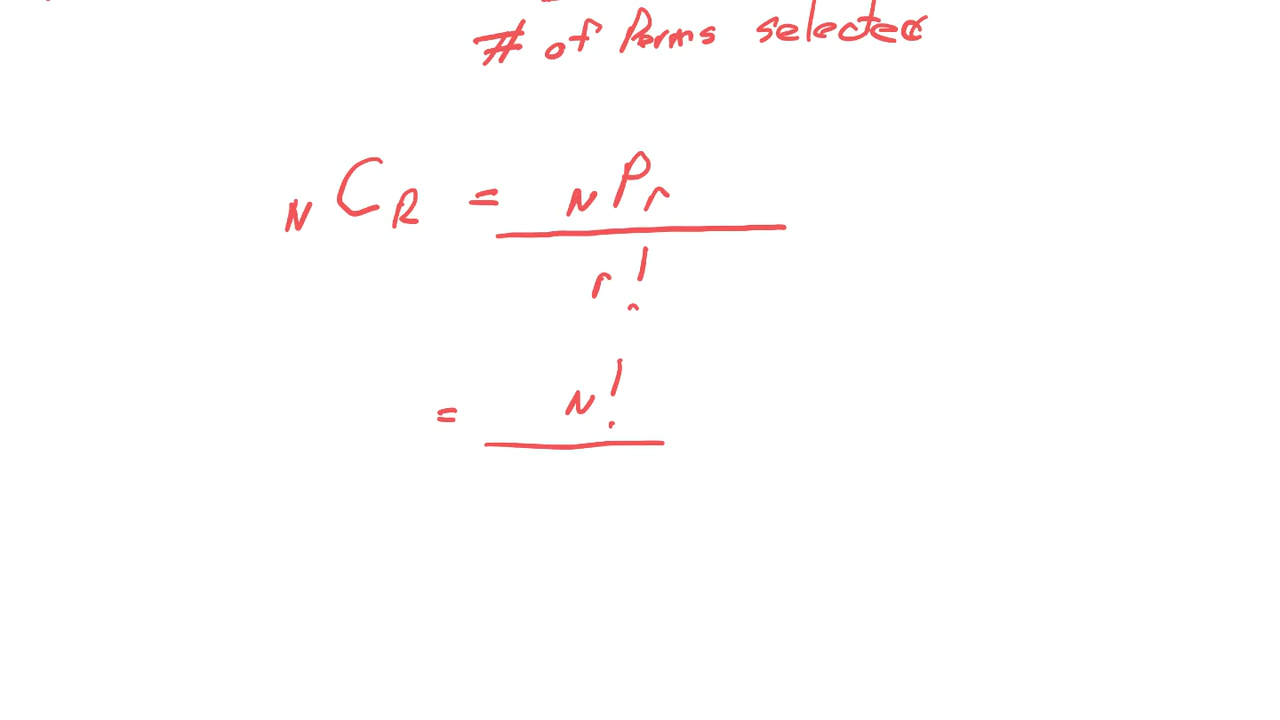 # of Perms selected
N C R = N P r
r !
= N !